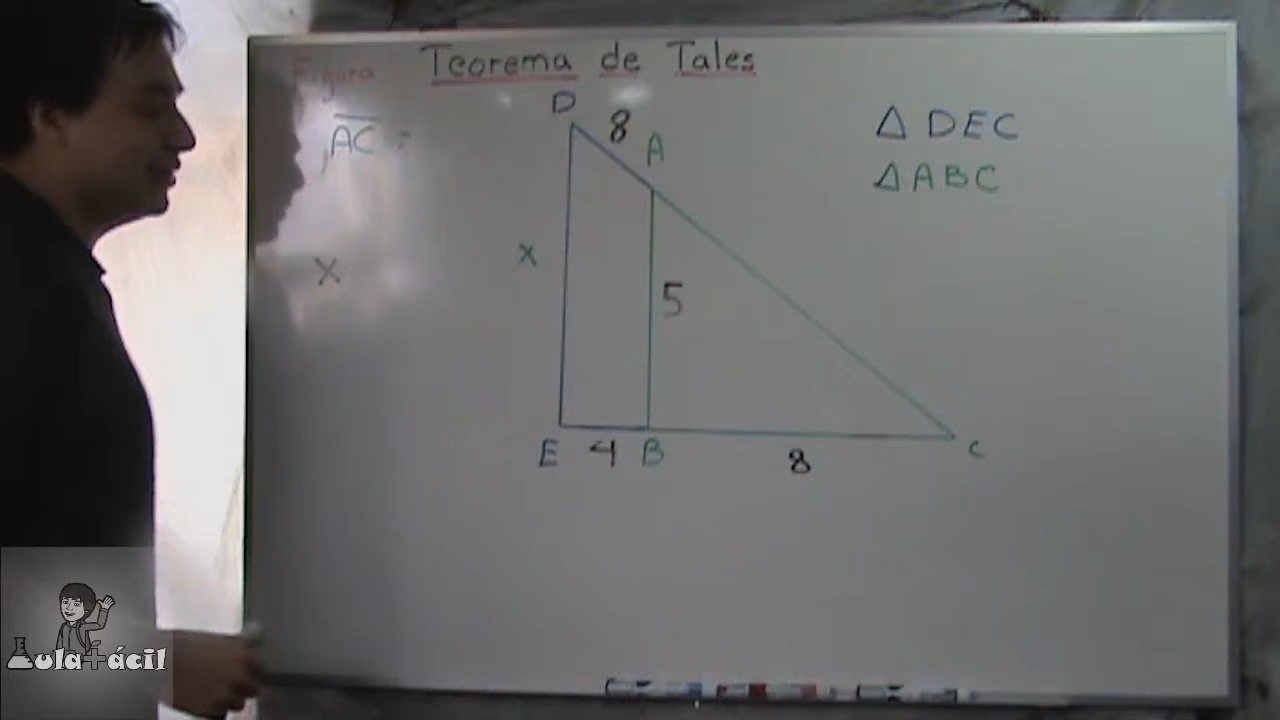 Teorema de Tales
Figura
AC =
x
D
8
A
x
5
E 4 B 8 C
△ DEC
△ ABC
Aula+ácil